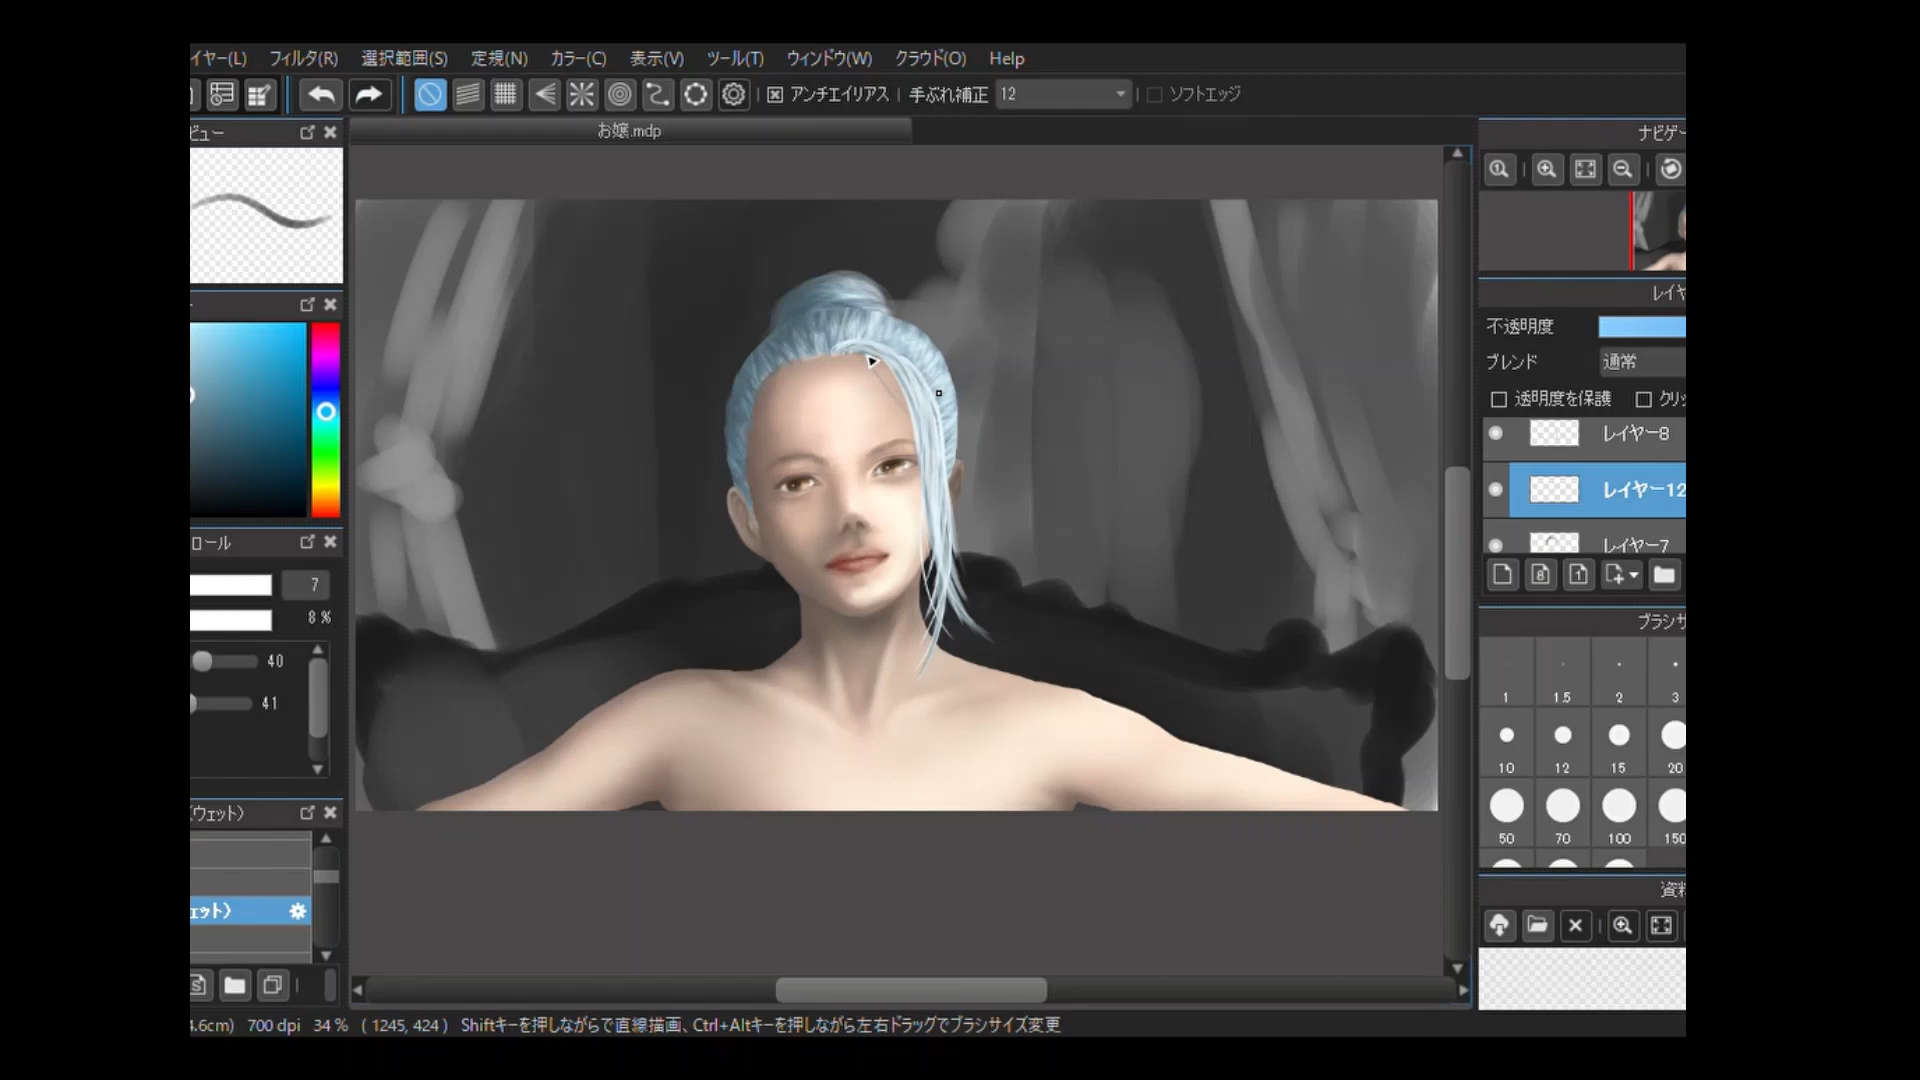 イヤー(L) フィルタ(R) 選択範囲(S) 定規(N) カラー(C) 表示(V) ツール(T) ウィンドウ(W) クラウド(O) Help
アンチエイリアス 手ぶれ補正 12 ソフトエッジ
ビュー
お嬢.mdp
ナビゲー
レイヤ
不透明度
ブレンド 通常
透明度を保護 クリッ
レイヤー8
レイヤー12
レイヤー7
ロール
7
8 %
40
41
ブラシサ
1 1.5 2 3
10 12 15 20
50 70 100 150
(ウェット)
ェット)
資料
4.6cm) 700 dpi 34 % ( 1245, 424 ) Shiftキーを押しながらで直線描画、Ctrl+Altキーを押しながら左右ドラッグでブラシサイズ変更